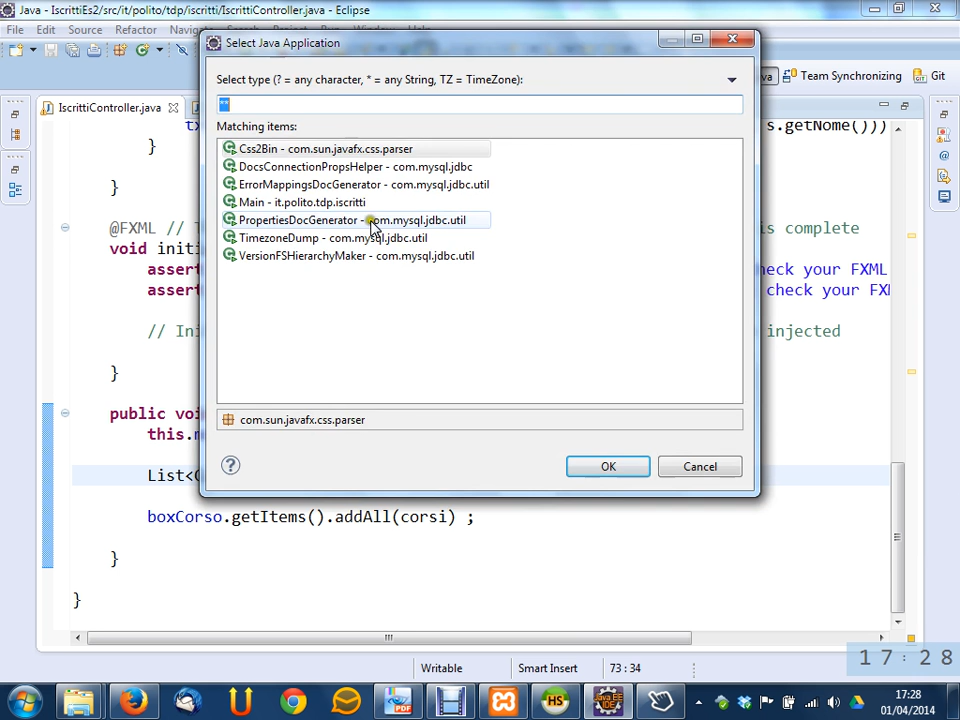 Java - IscrittiEs2/src/it/polito/tdp/iscritti/IscrittiController.java - Eclipse
File Edit Source Refactor
Select Java Application
Team Synchronizing Git
Select type (? = any character, * = any String, TZ = TimeZone):
**
IscrittiController.java
Matching items:
s.getNome()))
}
Css2Bin - com.sun.javafx.css.parser
DocsConnectionPropsHelper - com.mysql.jdbc
ErrorMappingsDocGenerator - com.mysql.jdbc.util
}
Main - it.polito.tdp.iscritti
PropertiesDocGenerator - com.mysql.jdbc.util
@FXML // T
is complete
TimezoneDump - com.mysql.jdbc.util
void initi
VersionFSHierarchyMaker - com.mysql.jdbc.util
assert
check your FXML
assert
check your FXM
// Ini
injected
}
public voi
com.sun.javafx.css.parser
this.m
OK Cancel
List<C
boxCorso.getItems().addAll(corsi) ;
}
}
Writable Smart Insert 73 : 34
17:28
17:28
01/04/2014